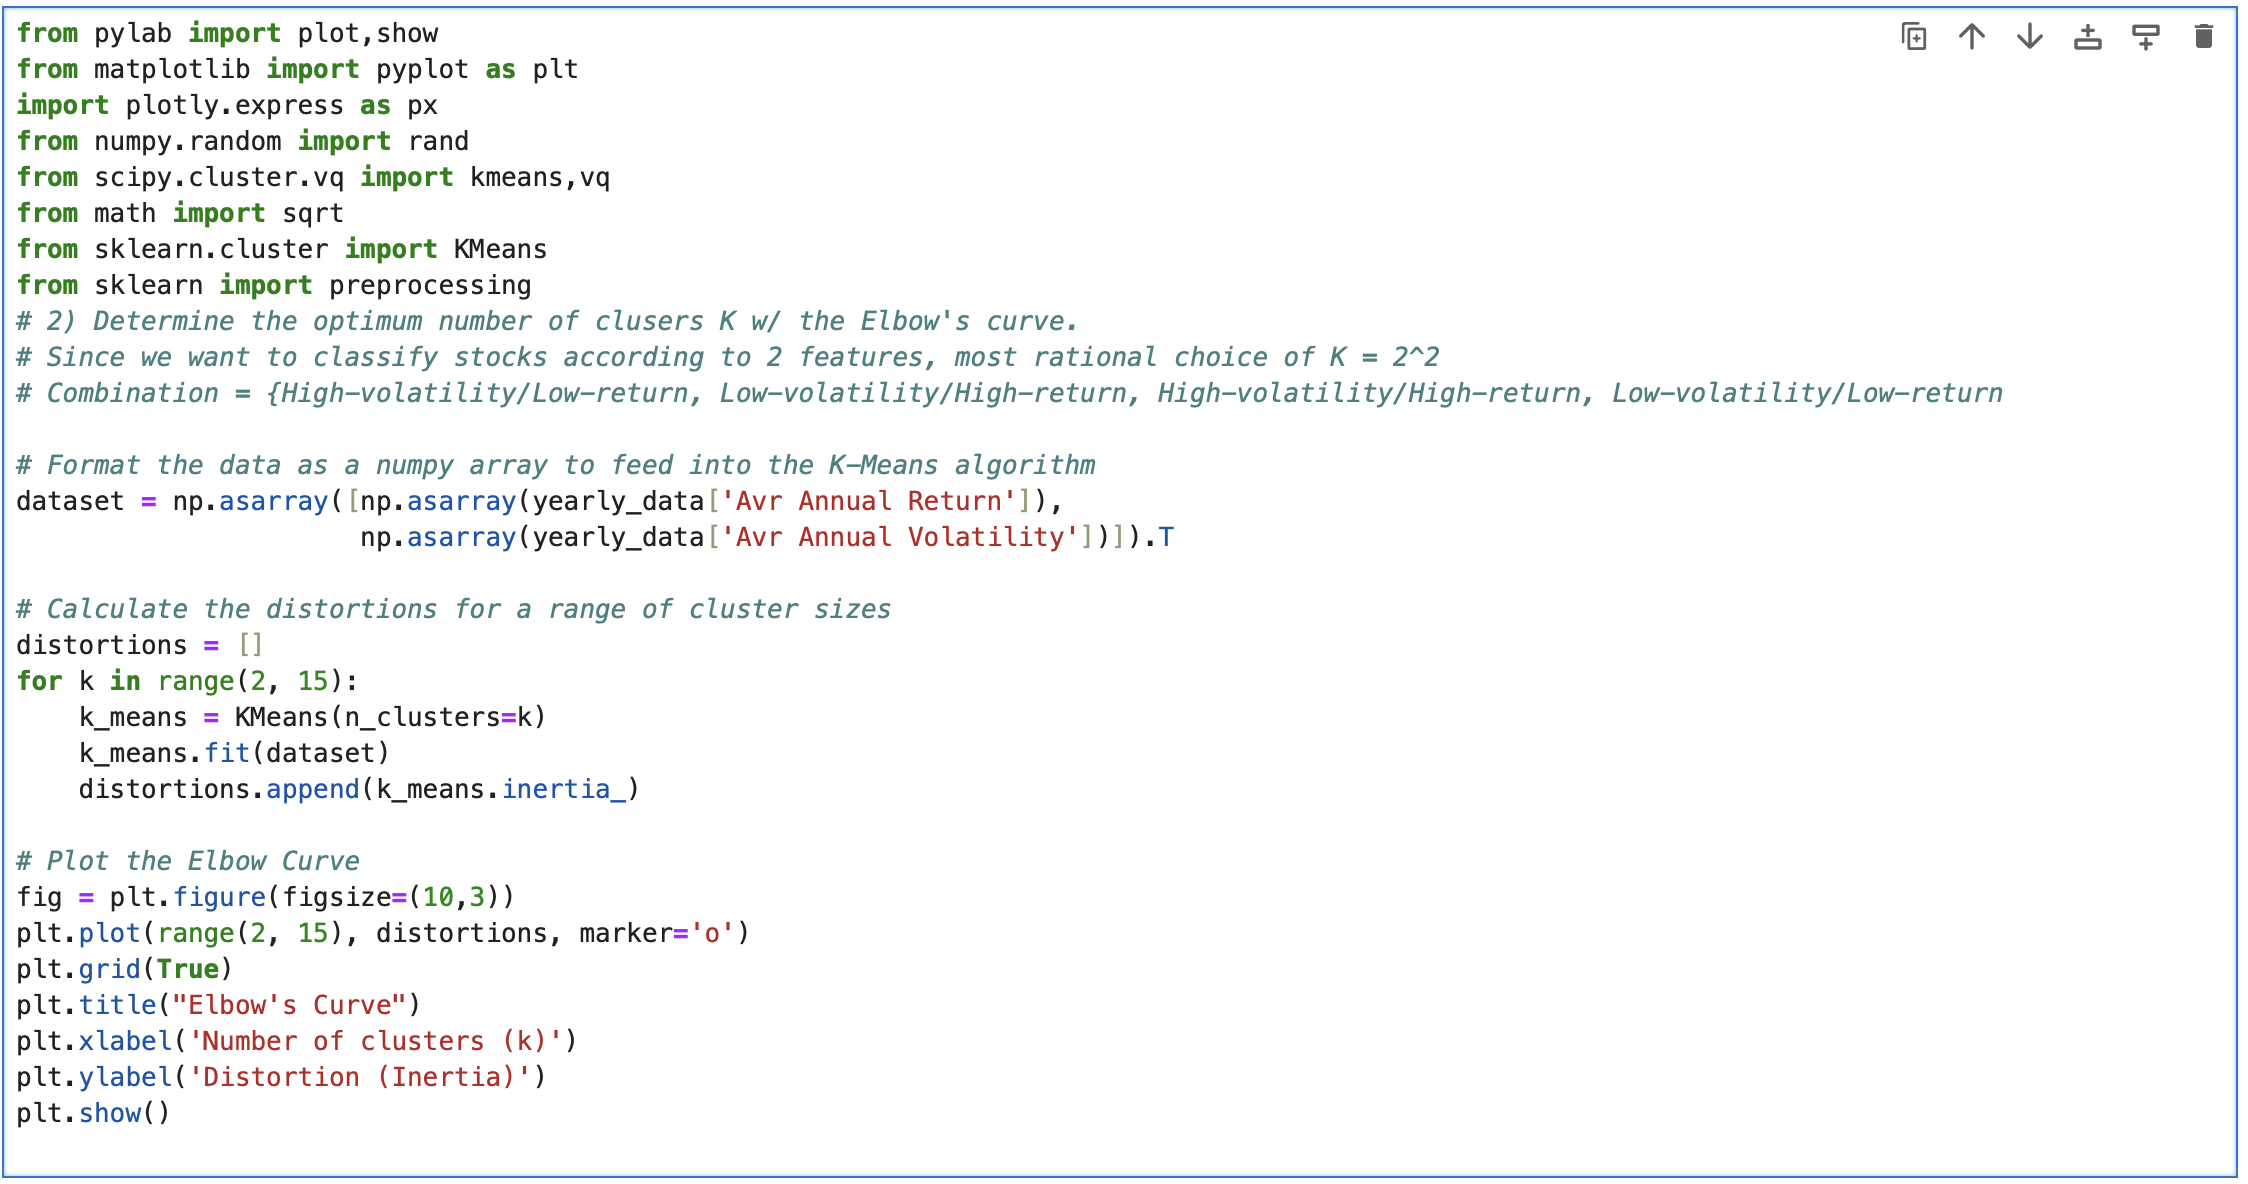 from pylab import plot,show
from matplotlib import pyplot as plt
import plotly.express as px
from numpy.random import rand
from scipy.cluster.vq import kmeans,vq
from math import sqrt
from sklearn.cluster import KMeans
from sklearn import preprocessing
# 2) Determine the optimum number of clusers K w/ the Elbow's curve.
# Since we want to classify stocks according to 2 features, most rational choice of K = 2^2
# Combination = {High-volatility/Low-return, Low-volatility/High-return, High-volatility/High-return, Low-volatility/Low-return

# Format the data as a numpy array to feed into the K-Means algorithm
dataset = np.asarray([np.asarray(yearly_data['Avr Annual Return']),
                      np.asarray(yearly_data['Avr Annual Volatility'])]).T

# Calculate the distortions for a range of cluster sizes
distortions = []
for k in range(2, 15):
    k_means = KMeans(n_clusters=k)
    k_means.fit(dataset)
    distortions.append(k_means.inertia_)

# Plot the Elbow Curve
fig = plt.figure(figsize=(10,3))
plt.plot(range(2, 15), distortions, marker='o')
plt.grid(True)
plt.title("Elbow's Curve")
plt.xlabel('Number of clusters (k)')
plt.ylabel('Distortion (Inertia)')
plt.show()